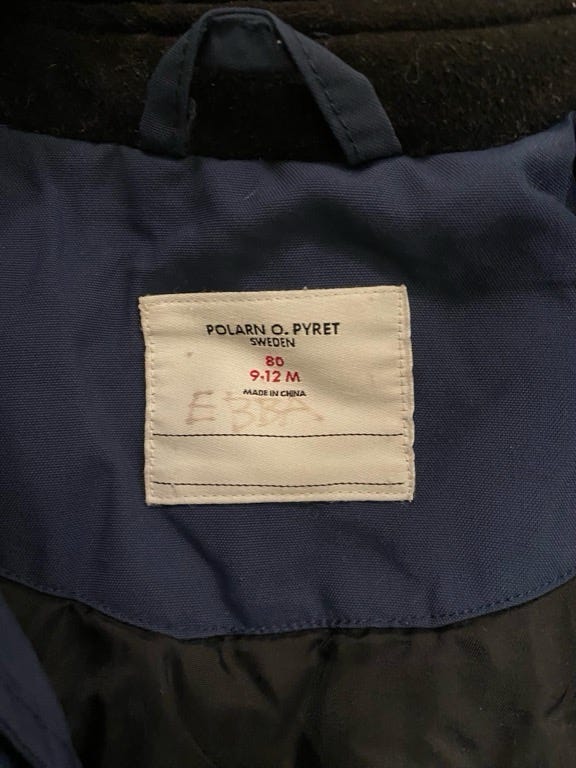 POLARN O. PYRET
SWEDEN
80
9-12 M
MADE IN CHINA
EBBA